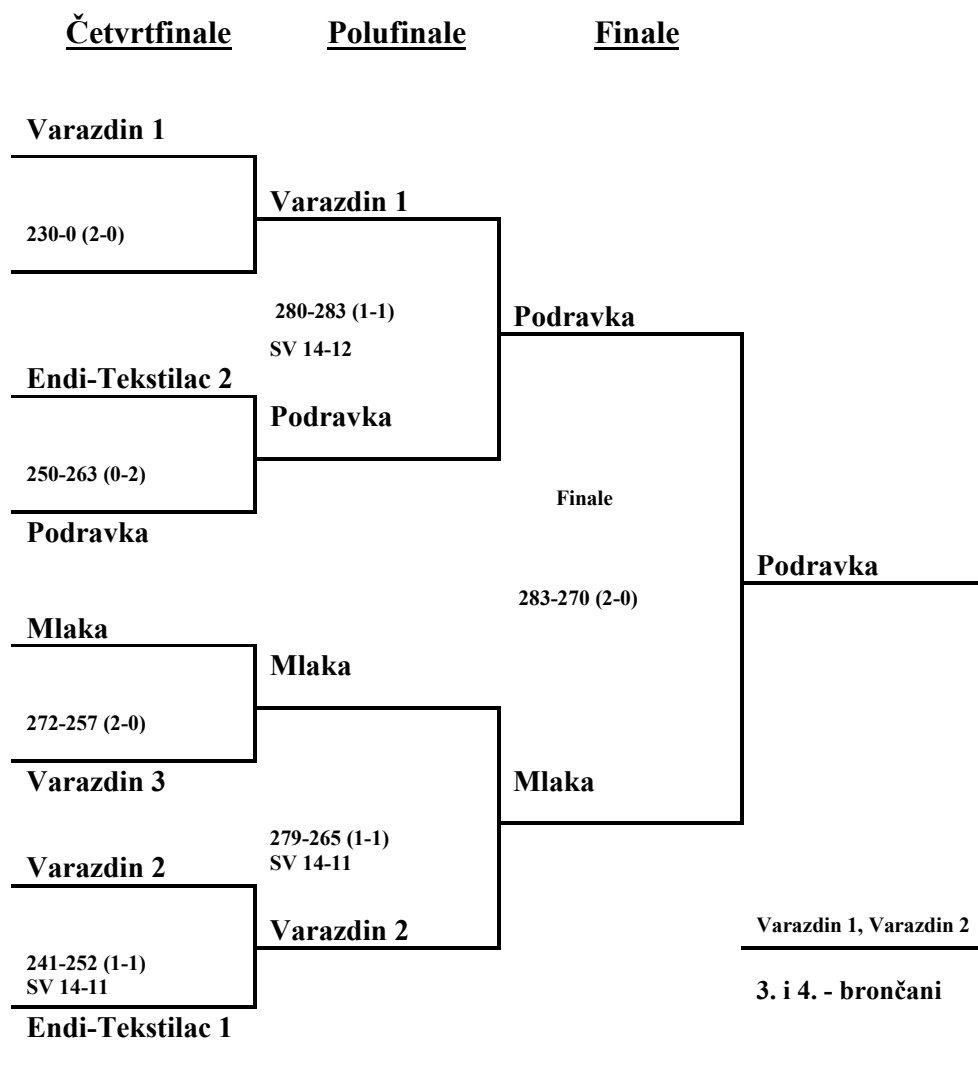 Četvrtfinale Polufinale Finale
Varazdin 1
Varazdin 1
230-0 (2-0)
280-283 (1-1)
SV 14-12
Podravka
Endi-Tekstilac 2
Podravka
250-263 (0-2)
Finale
Podravka
Podravka
283-270 (2-0)
Mlaka
Mlaka
272-257 (2-0)
Varazdin 3
Mlaka
279-265 (1-1)
SV 14-11
Varazdin 2
Varazdin 2
Varazdin 1, Varazdin 2
241-252 (1-1)
SV 14-11
3. i 4. - brončani
Endi-Tekstilac 1